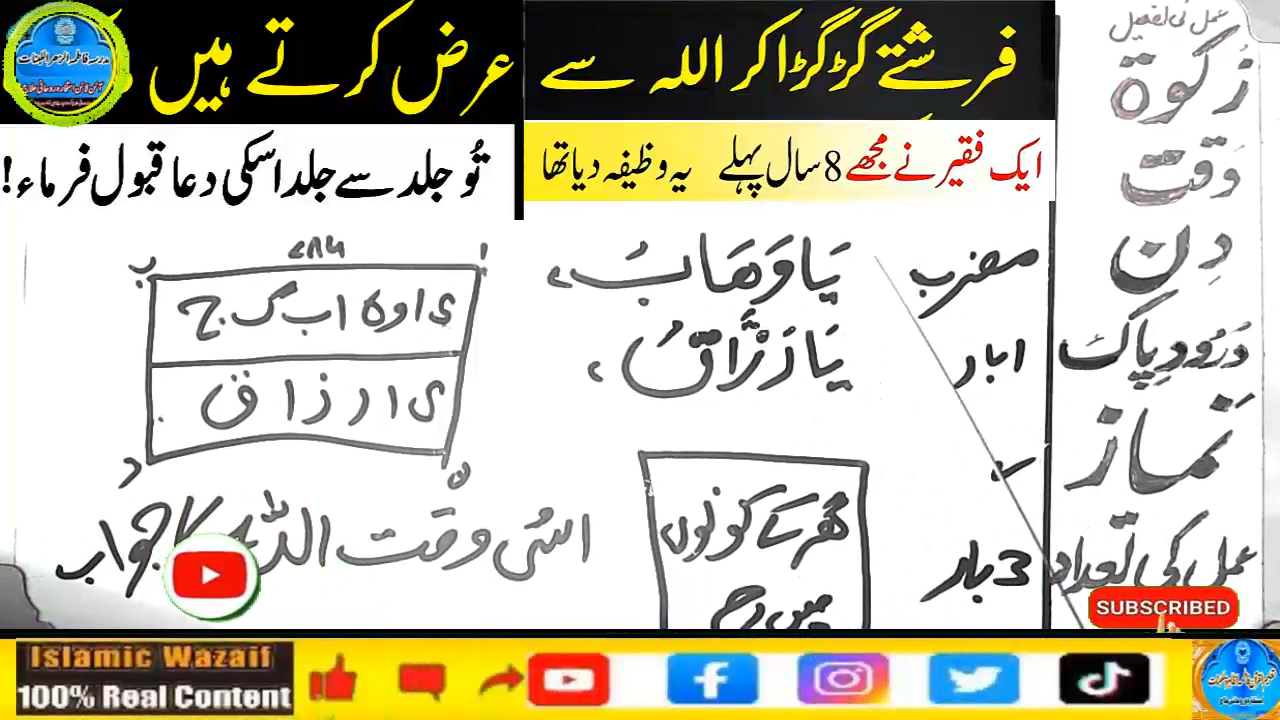 فرشتے گڑگڑا کر اللہ سے عرض کرتے ہیں
ایک فقیر نے مجھے 8 سال پہلے یہ وظیفہ دیا تھا
تُو جلد سے جلد اسکی دعا قبول فرماء!
عمل کی تفصیل
زکوۃ
وقت
مغرب
دن
درود پاک
ابار
نماز
عمل کی تعداد
3 بار
یَا وَھَابُ
یَا رَزَّاقُ
۷۸۶
ا
ب
ی ا و ہ ا ب ک ج
ی ا ر ز ا ق
د
گھر کے کونوں
میں دم
اسی وقت اللہ کا جواب
SUBSCRIBED
Islamic Wazaif
100% Real Content